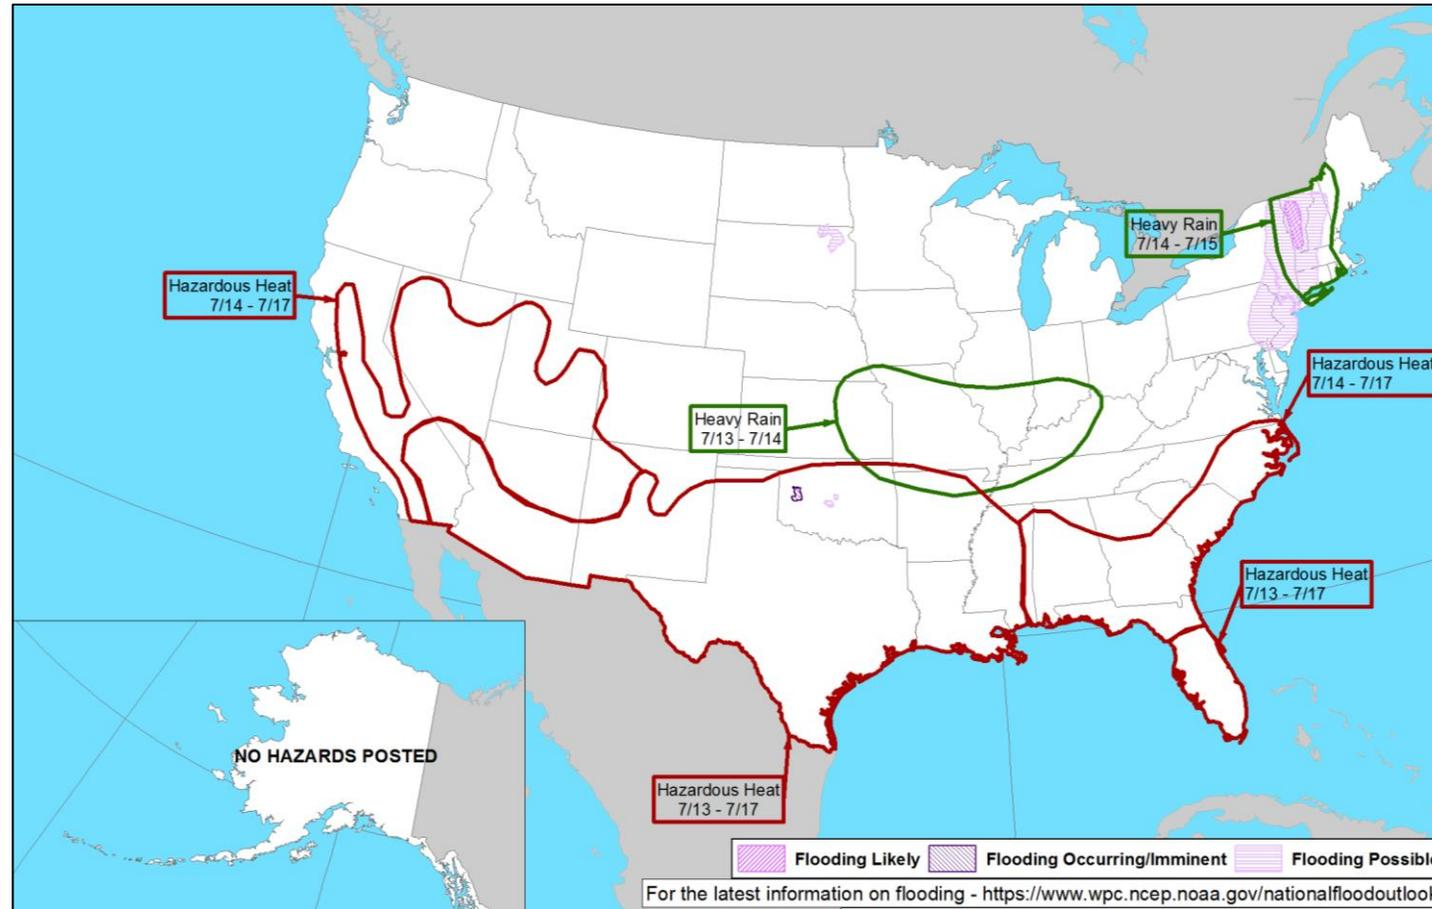 Heavy Rain
7/14 - 7/15
Hazardous Heat
7/14 - 7/17
Hazardous Heat
7/14 - 7/17
Heavy Rain
7/13 - 7/14
Hazardous Heat
7/13 - 7/17
NO HAZARDS POSTED
Hazardous Heat
7/13 - 7/17
Flooding Likely Flooding Occurring/Imminent Flooding Possible
For the latest information on flooding - https://www.wpc.ncep.noaa.gov/nationalfloodoutlook